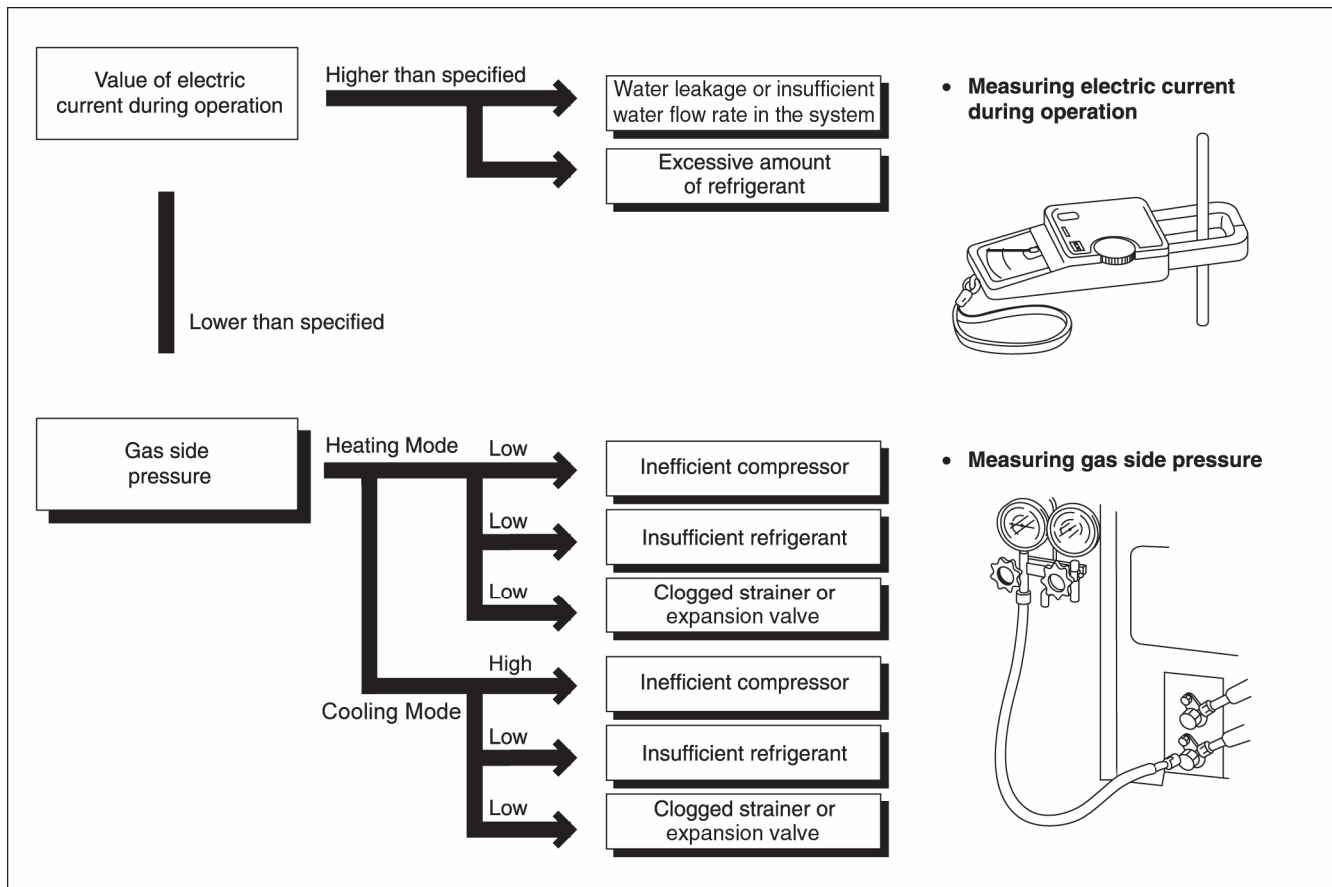 Value of electric
current during operation
Higher than specified
Water leakage or insufficient
water flow rate in the system
Excessive amount
of refrigerant
• Measuring electric current
during operation
Lower than specified
Gas side
pressure
Heating Mode
Low
Inefficient compressor
Low
Insufficient refrigerant
Low
Clogged strainer or
expansion valve
High
Inefficient compressor
Cooling Mode
Low
Insufficient refrigerant
Low
Clogged strainer or
expansion valve
• Measuring gas side pressure